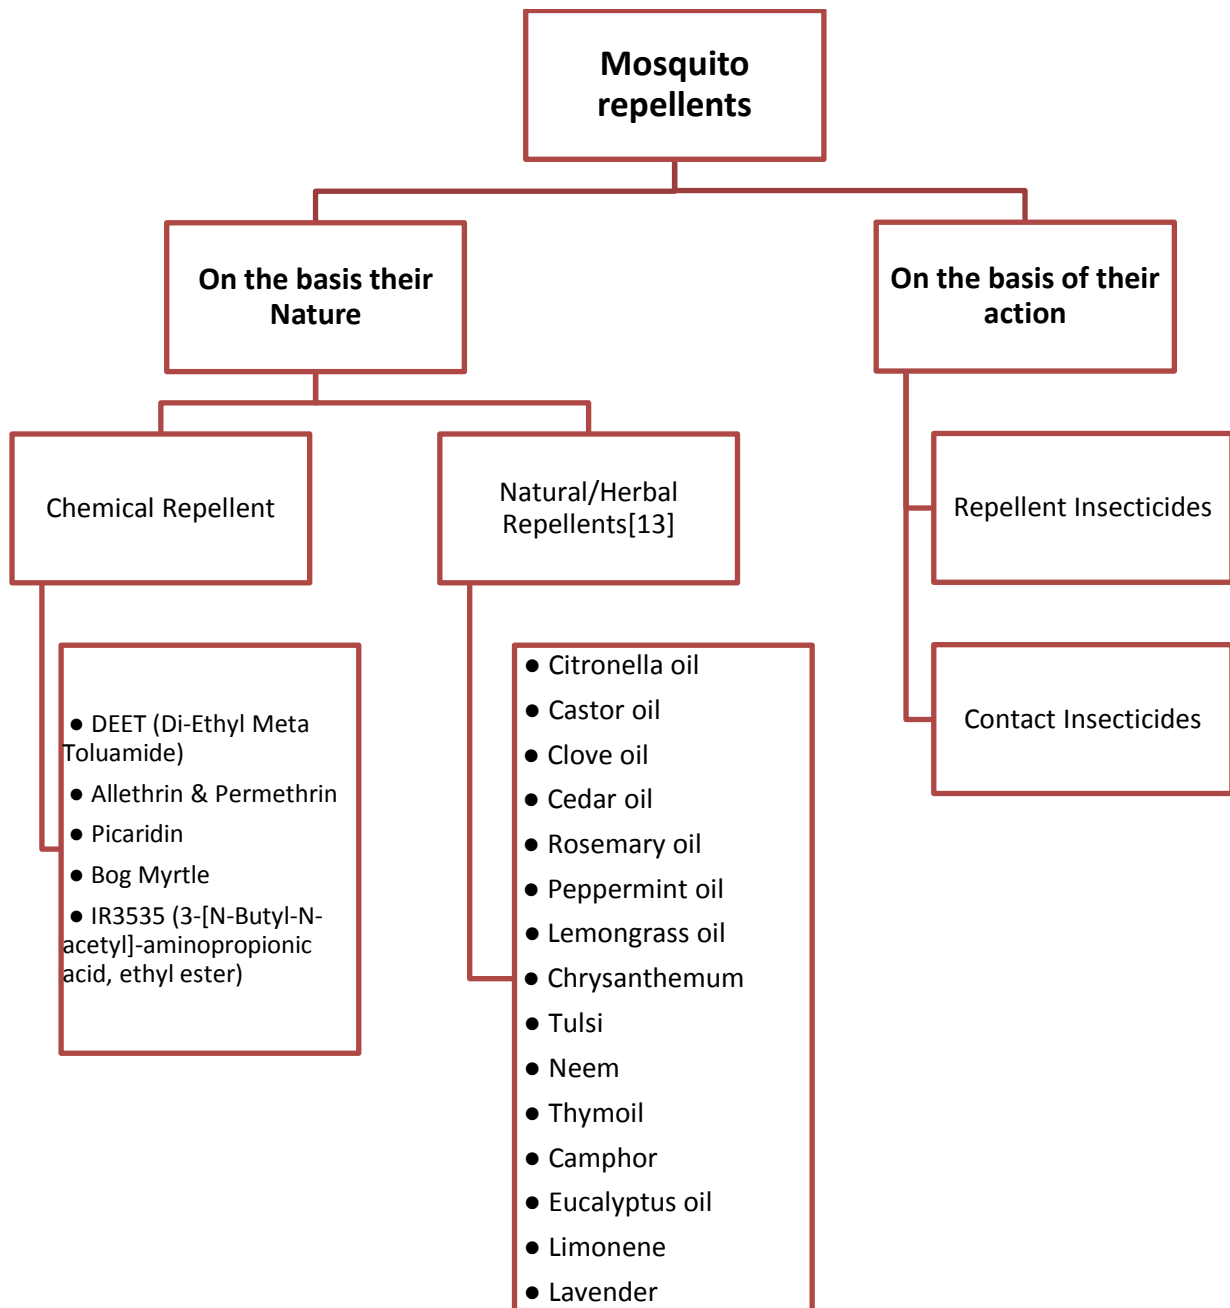 Mosquito
repellents
On the basis their
Nature
On the basis of their
action
Chemical Repellent
Natural/Herbal
Repellents[13]
Repellent Insecticides
Contact Insecticides
● DEET (Di-Ethyl Meta
Toluamide)
● Allethrin & Permethrin
● Picaridin
● Bog Myrtle
● IR3535 (3-[N-Butyl-N-
acetyl]-aminopropionic
acid, ethyl ester)
● Citronella oil
● Castor oil
● Clove oil
● Cedar oil
● Rosemary oil
● Peppermint oil
● Lemongrass oil
● Chrysanthemum
● Tulsi
● Neem
● Thymoil
● Camphor
● Eucalyptus oil
● Limonene
● Lavender